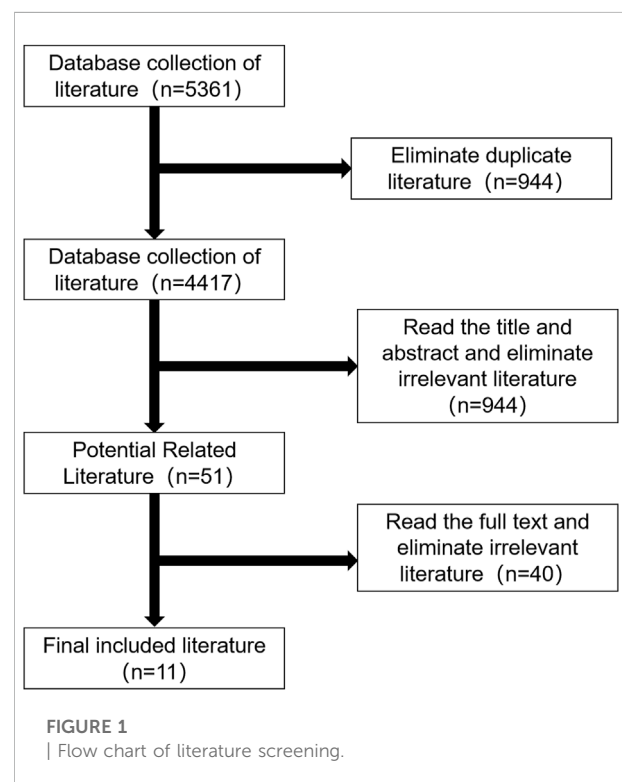 Database collection of
literature (n=5361)
Eliminate duplicate
literature (n=944)
Database collection of
literature (n=4417)
Read the title and
abstract and eliminate
irrelevant literature
(n=944)
Potential Related
Literature (n=51)
Read the full text and
eliminate irrelevant
literature (n=40)
Final included literature
(n=11)
FIGURE 1
| Flow chart of literature screening.